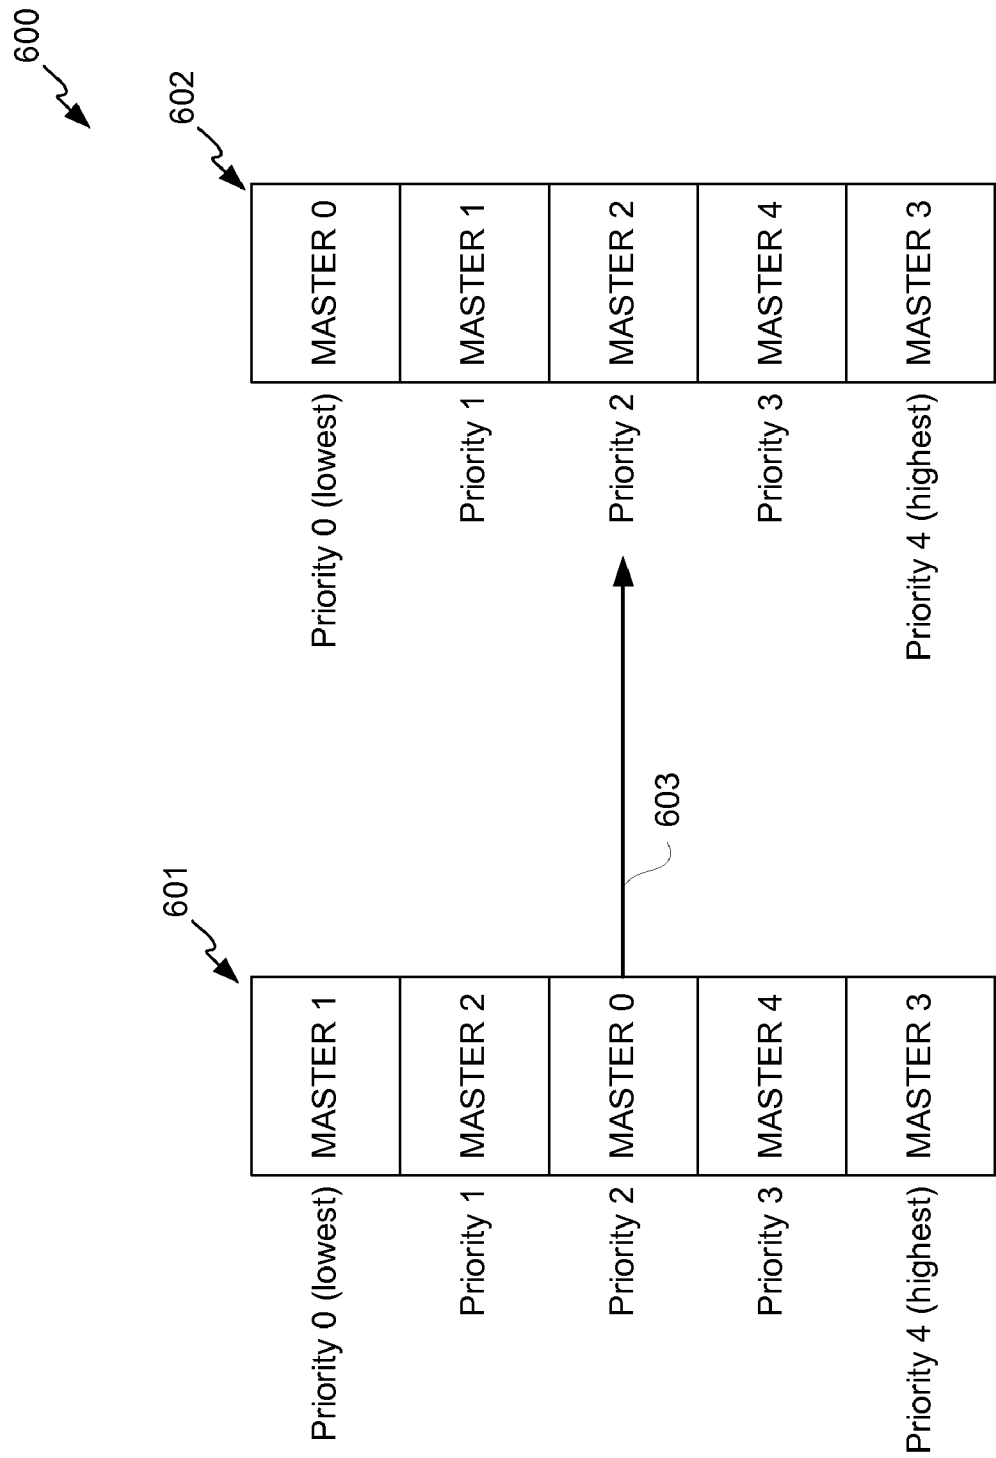 600
601
Priority 0 (lowest) MASTER 1
Priority 1 MASTER 2
Priority 2 MASTER 0
Priority 3 MASTER 4
Priority 4 (highest) MASTER 3
603
602
Priority 0 (lowest) MASTER 0
Priority 1 MASTER 1
Priority 2 MASTER 2
Priority 3 MASTER 4
Priority 4 (highest) MASTER 3